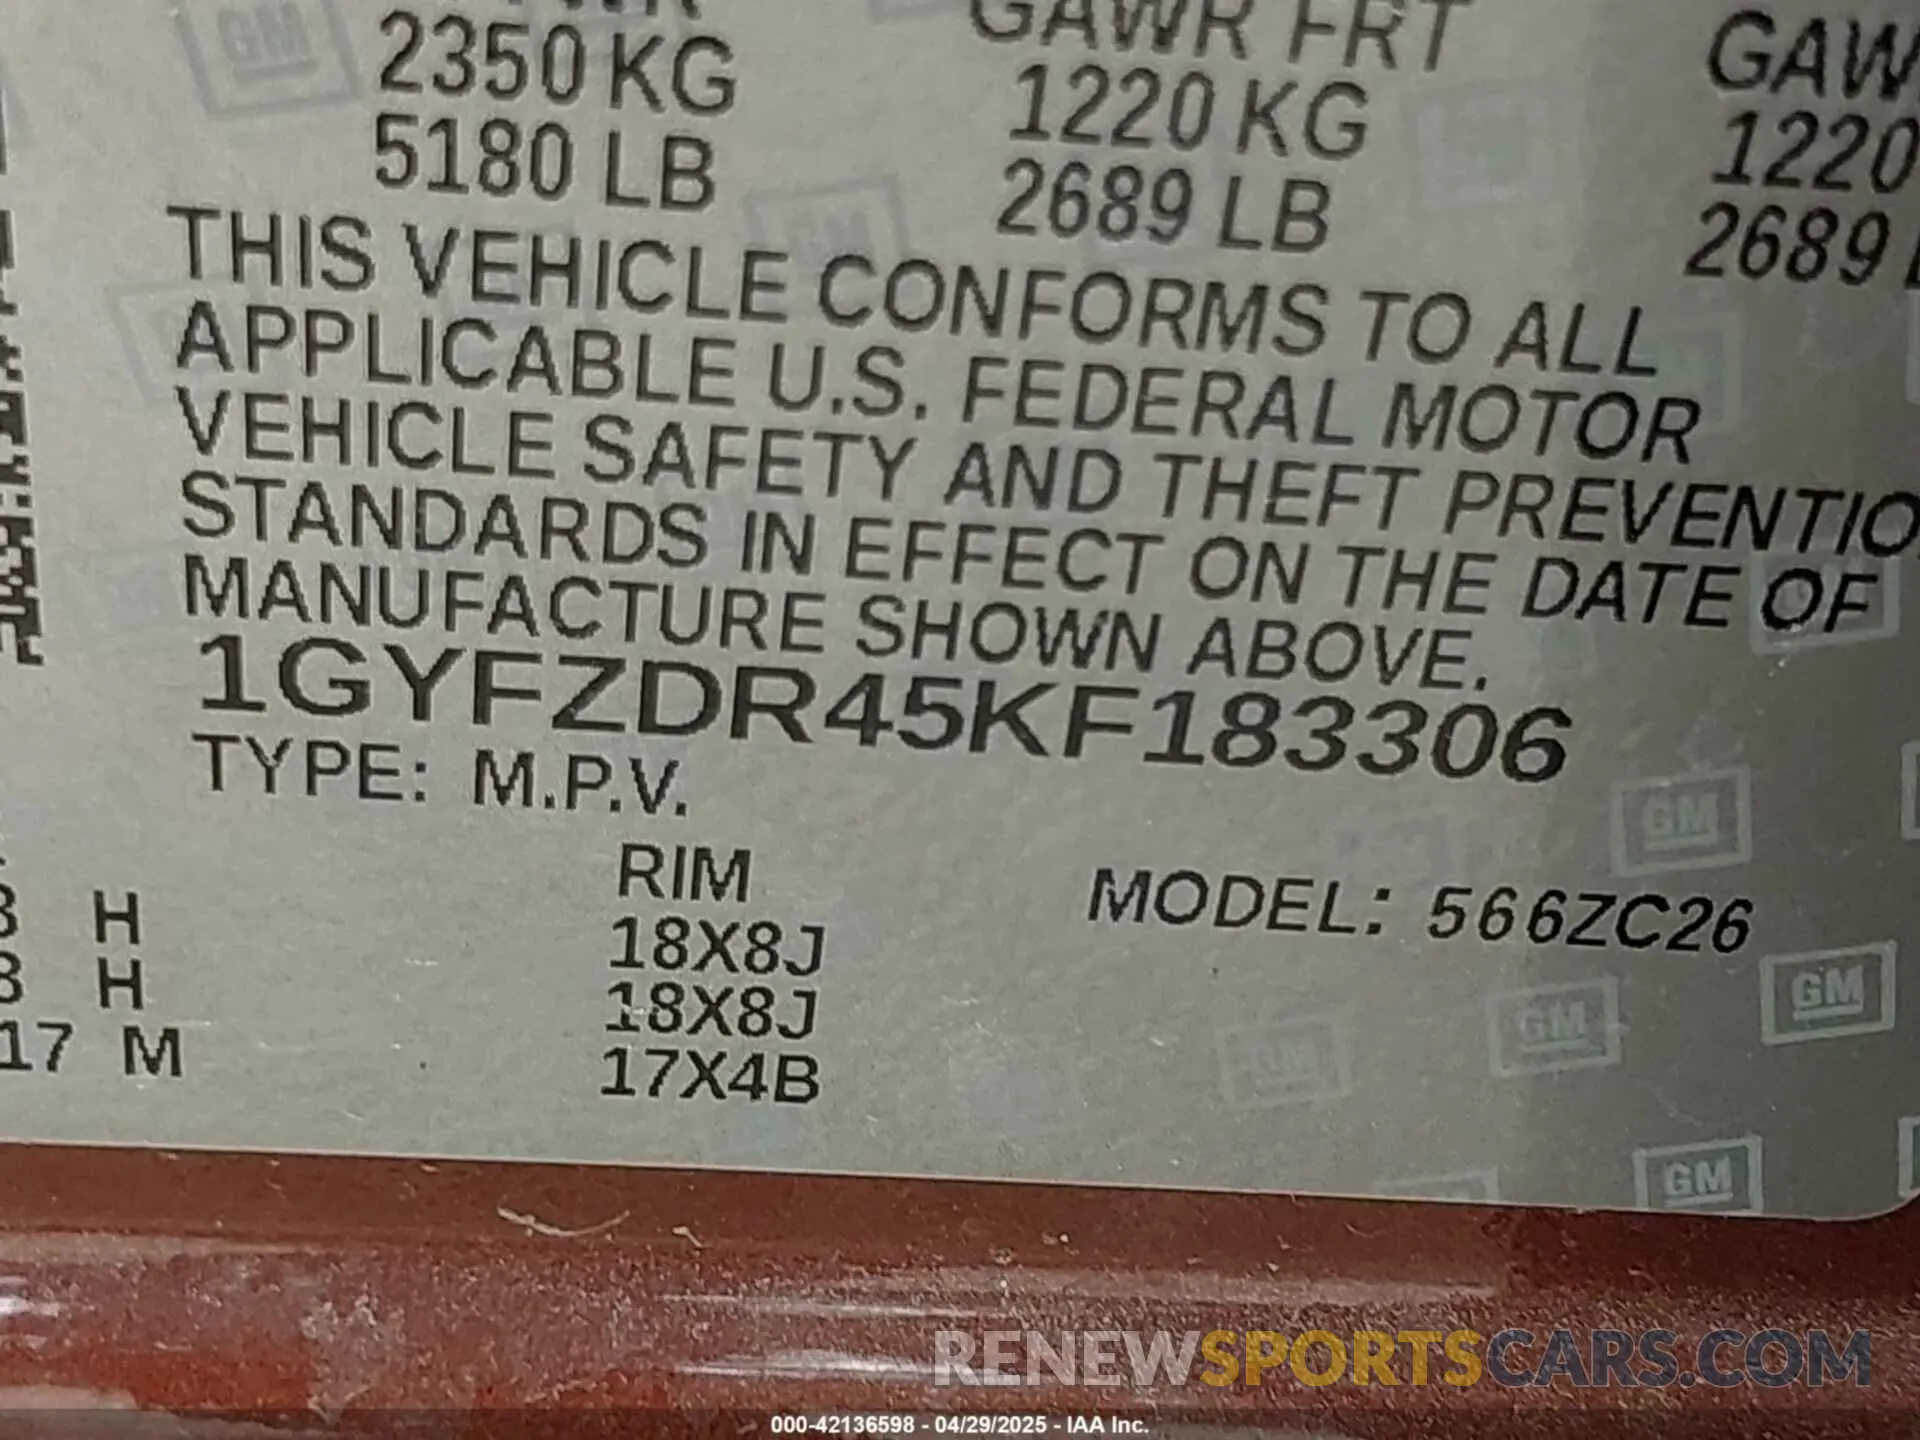 GM
2350 KG
5180 LB
GAWR FRT
1220 KG
2689 LB
GAW
1220
2689
THIS VEHICLE CONFORMS TO ALL
APPLICABLE U.S. FEDERAL MOTOR
VEHICLE SAFETY AND THEFT PREVENTIO
STANDARDS IN EFFECT ON THE DATE OF
MANUFACTURE SHOWN ABOVE.
1GYFZDR45KF183306
TYPE: M.P.V.
RIM
H 18X8J
H 18X8J
17 M 17X4B
MODEL: 566ZC26
GM
GM
GM
GM
RENEWSPORTSCARS.COM
000-42136598 - 04/29/2025 - IAA Inc.